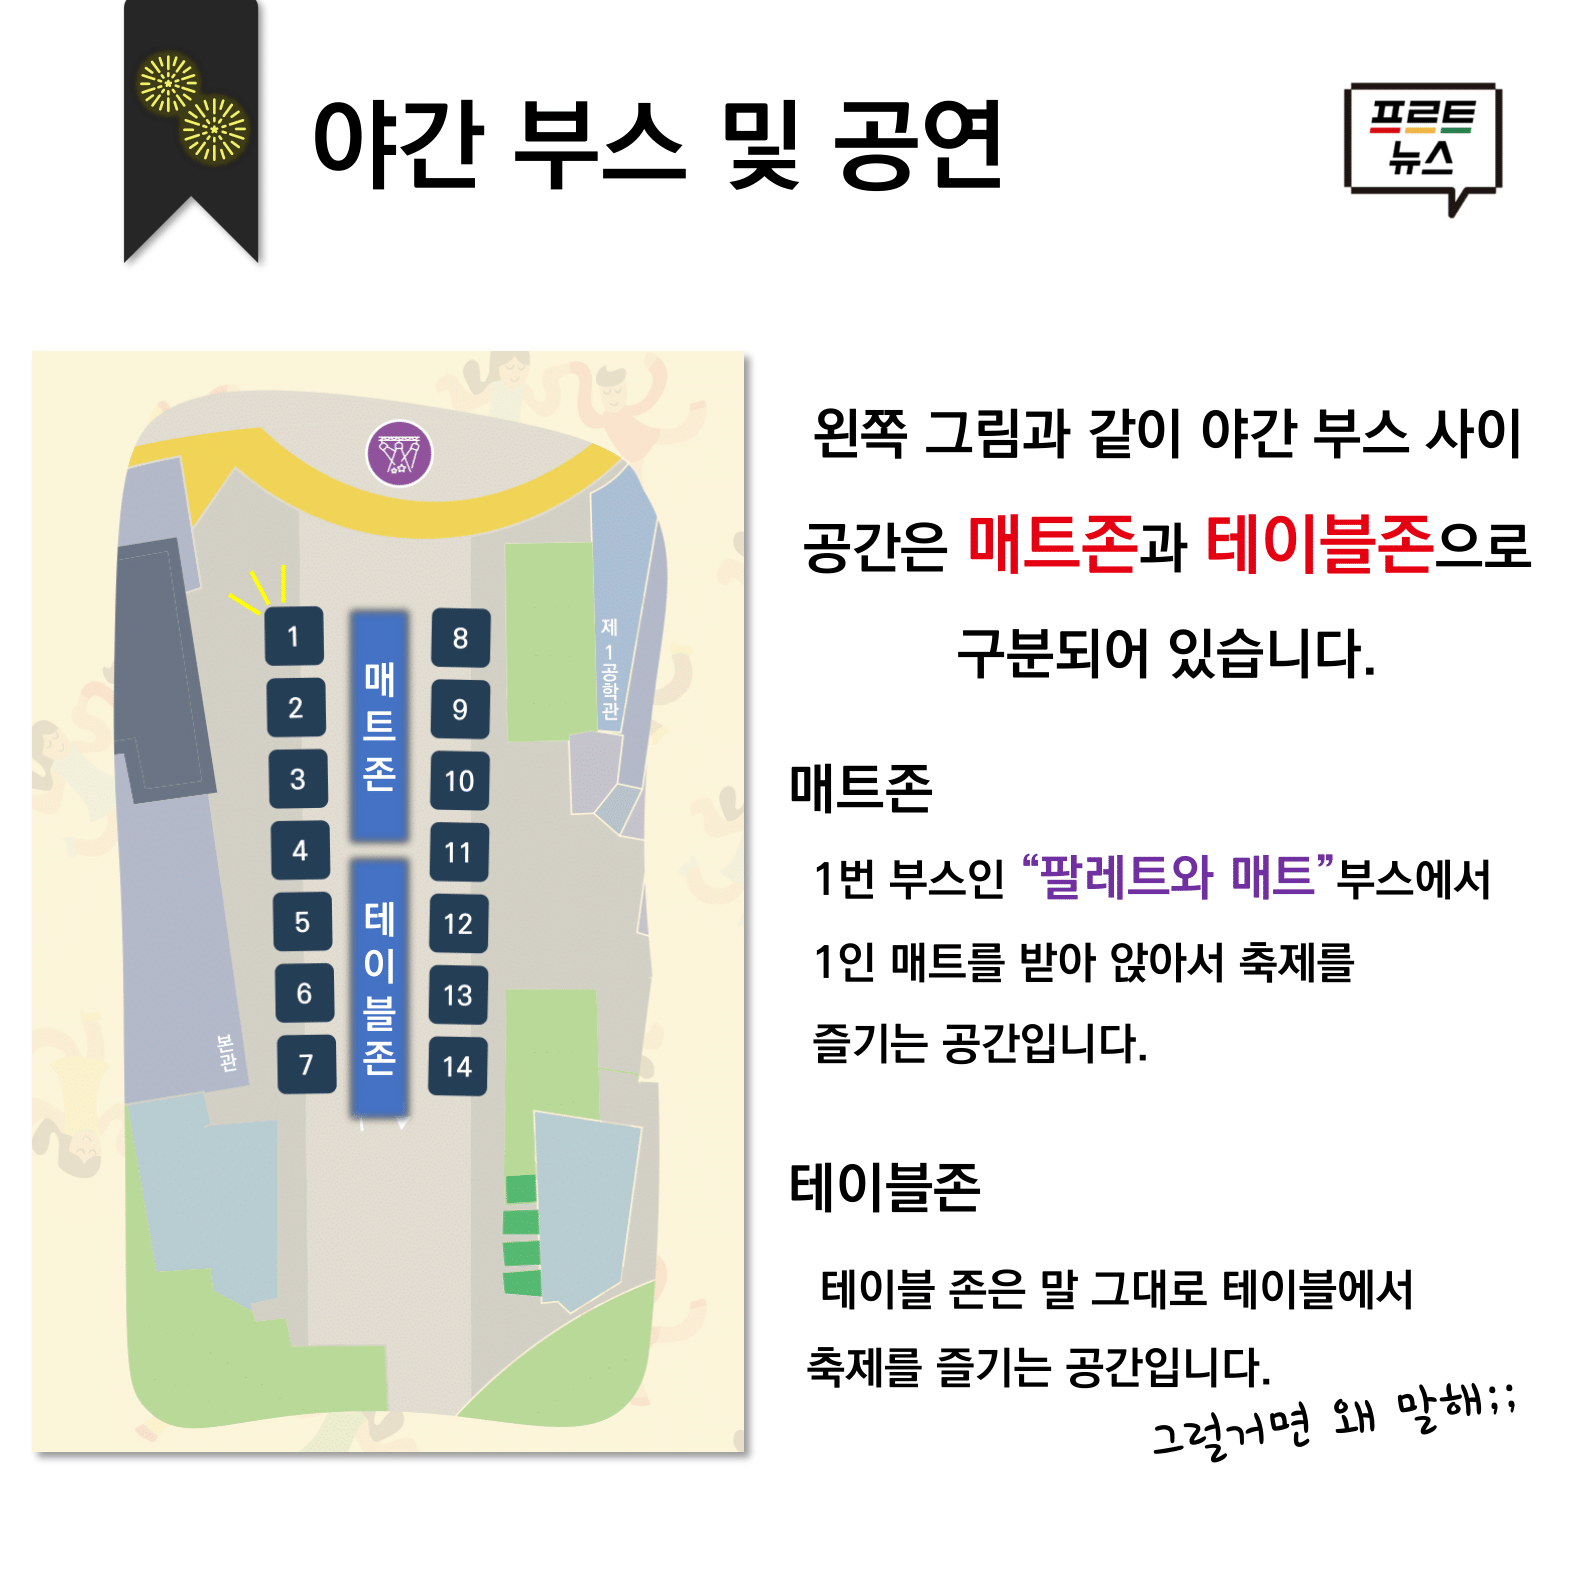 야간 부스 및 공연
프르트
뉴스
왼쪽 그림과 같이 야간 부스 사이
공간은 매트존과 테이블존으로
구분되어 있습니다.
1
2
3
4
5
6
7
매트존
테이블존
8
9
10
11
12
13
14
제1공학관
본관
매트존
1번 부스인 “팔레트와 매트”부스에서
1인 매트를 받아 앉아서 축제를
즐기는 공간입니다.
테이블존
테이블 존은 말 그대로 테이블에서
축제를 즐기는 공간입니다.
그럴거면 왜 말해;;